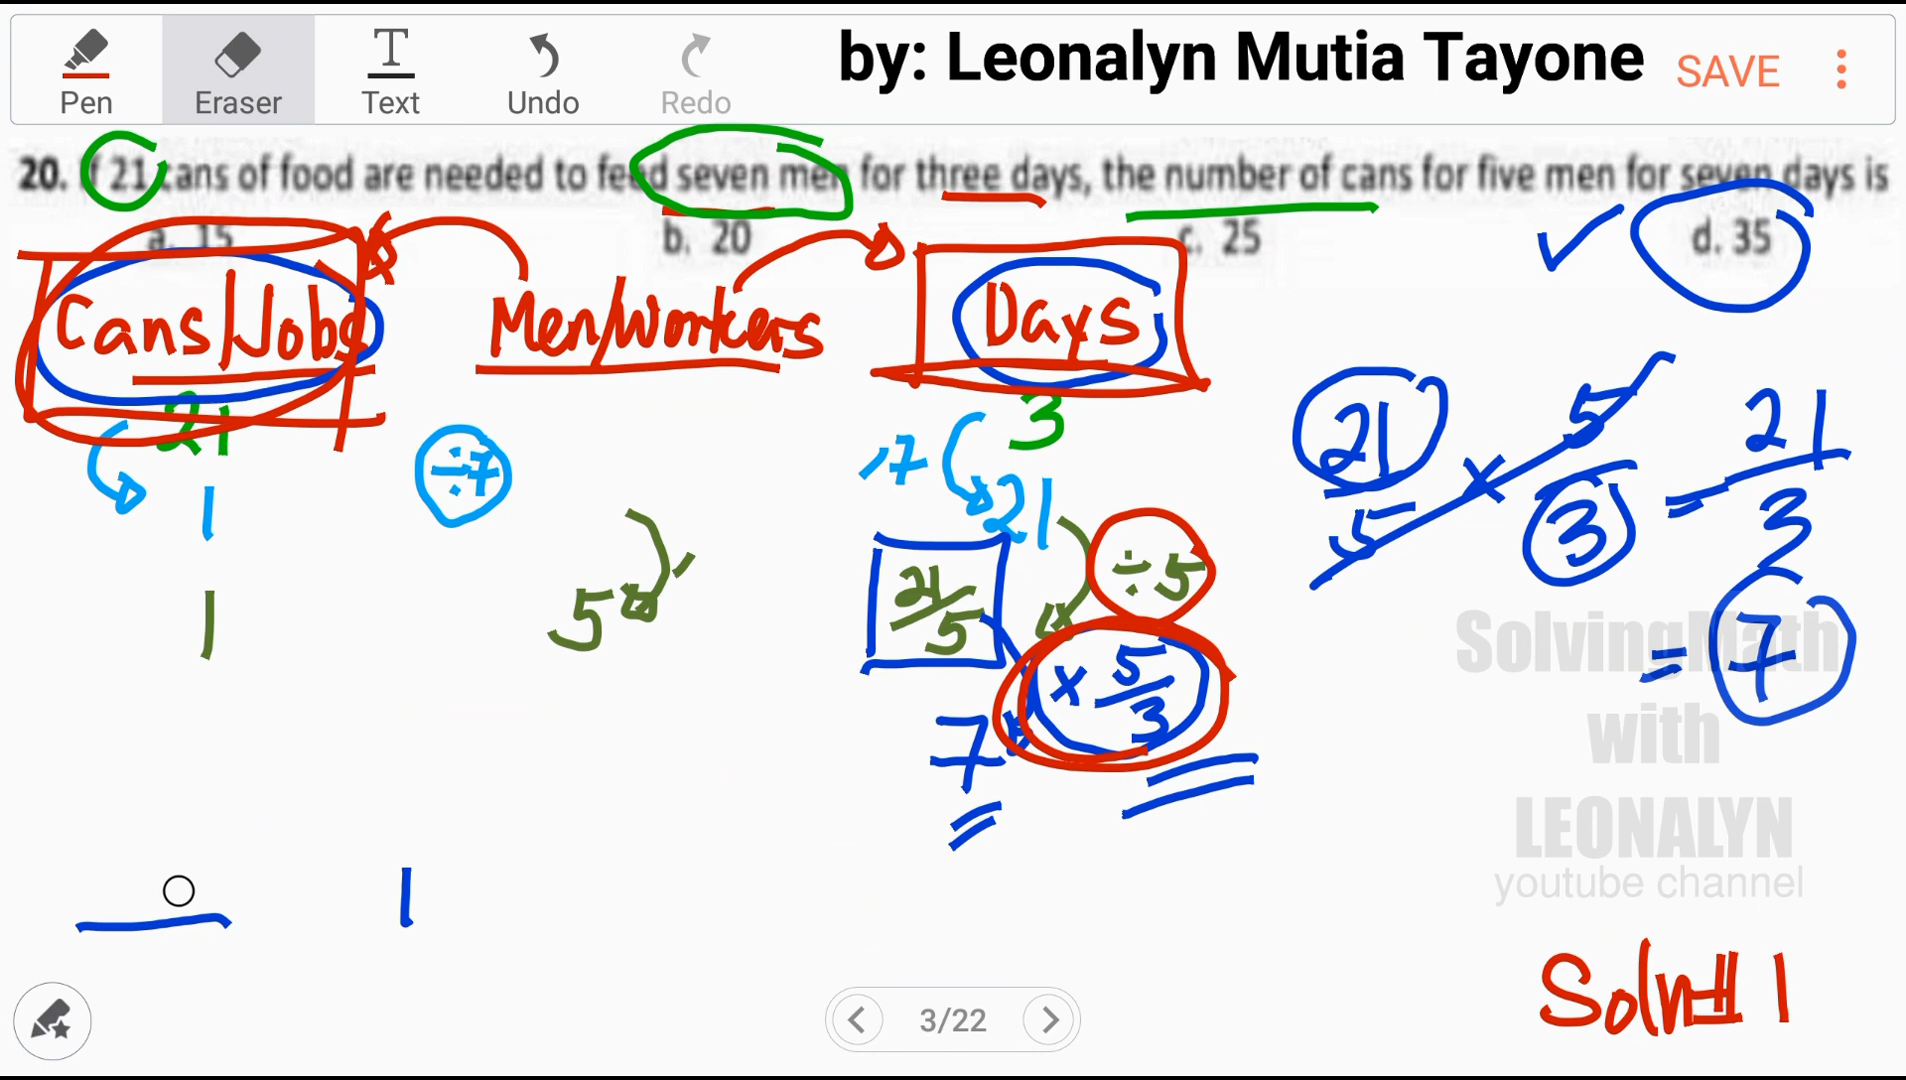 by: Leonalyn Mutia Tayone
SAVE
Pen
Eraser
Text
Undo
Redo
20. If 21 cans of food are needed to feed seven men for three days, the number of cans for five men for seven days is
a. 15
b. 20
c. 25
d. 35
Cans/Jobs
Men/Workers
Days
21
3
÷7
·7
1
21
÷5
1
5
21/5
× 5/3
7
21/5 × 5/3 = 21/3
= 7
1
SolvingMath
with
LEONALYN
youtube channel
3/22
Soln# 1